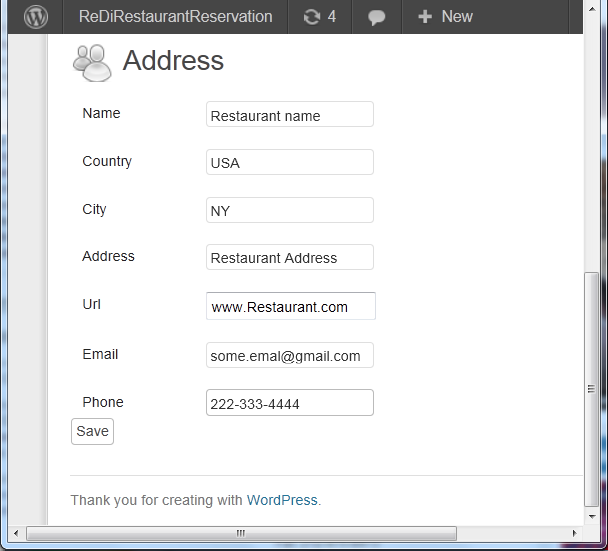 ReDiRestaurantReservation 4 New
Address
Name Restaurant name
Country USA
City NY
Address Restaurant Address
Url www.Restaurant.com
Email some.emal@gmail.com
Phone 222-333-4444
Save
Thank you for creating with WordPress.